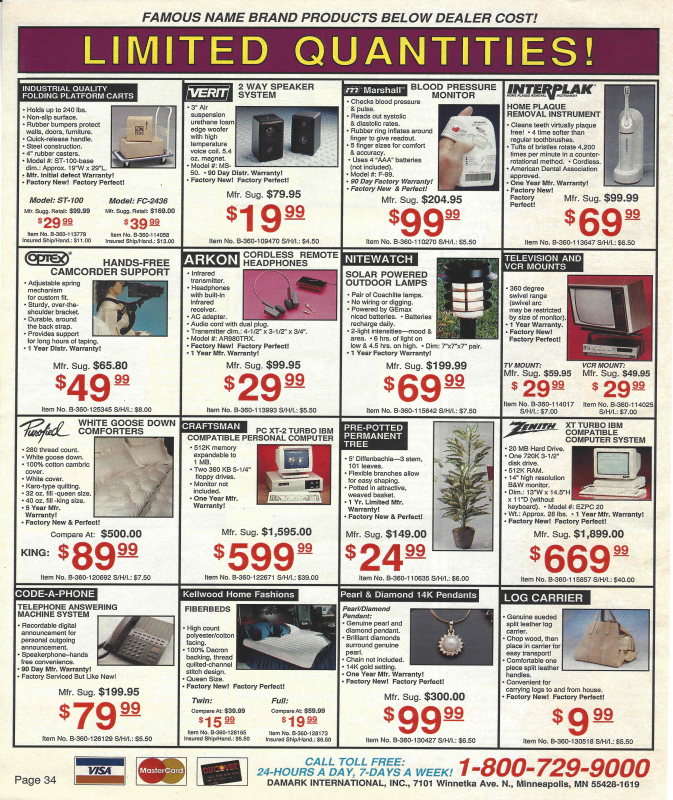 FAMOUS NAME BRAND PRODUCTS BELOW DEALER COST!
LIMITED QUANTITIES!
INDUSTRIAL QUALITY
FOLDING PLATFORM CARTS
• Holds up to 240 lbs.
• Non-slip surface.
• Rubber bumpers protect
walls, doors, furniture.
• Quick-release handle.
• Steel construction.
• 4" rubber casters.
• Model #: ST-100-base
dim.: Approx. 19"W x 29"L.
• Mfr. Initial defect Warranty!
• Factory New! Factory Perfect!
Model: ST-100
Mfr. Sugg. Retail: $99.99
$29.99
Item No. B-360-113779
Insured Ship/Hand.: $11.00
Model: FC-2436
Mfr. Sugg. Retail: $169.00
$39.99
Item No. B-360-114058
Insured Ship/Hand.: $13.00
VERIT
2 WAY SPEAKER
SYSTEM
• 3" Air
suspension
urethane foam
edge woofer
with high
temperature
voice coil. 5.4
oz. magnet.
• Model #: MS-
50. • 90 Day Distr. Warranty!
• Factory New! Factory Perfect!
Mfr. Sugg. $79.95
$19.99
Item No. B-360-109470 S/H/I.: $4.50
m Marshall
BLOOD PRESSURE
MONITOR
• Checks blood pressure
& pulse.
• Reads out systolic
& diastolic rates.
• Rubber ring inflates around
finger to give readout.
• 5 finger sizes for comfort
& accuracy.
• Uses 4 "AAA" batteries
(not included).
• Model #: F-99.
• 90 Day Factory Warranty!
• Factory New & Perfect!
Mfr. Sug. $204.95
$99.99
Item No. B-360-110270 S/H/I.: $5.50
INTERPLAK
HOME PLAQUE REMOVAL INSTRUMENT
HOME PLAQUE
REMOVAL INSTRUMENT
• Cleans teeth virtually plaque
free! • 4 time softer than
regular toothbrushes.
• Tufts of bristles rotate 4,200
times per minute in a counter-
rotational method. • Cordless.
• American Dental Association
approved.
• One Year Mfr. Warranty!
• Factory New!
Factory
Perfect!
Mfr. Sug. $99.99
$69.99
Item No. B-360-113647 S/H/I.: $6.50
OPTEX
HANDS-FREE
CAMCORDER SUPPORT
• Adjustable spring
mechanism
for custom fit.
• Sturdy, over-the-
shoulder bracket.
• Durable, around
the back strap.
• Provides support
for long hours of taping.
• 1 Year Distr. Warranty!
Mfr. Sug. $65.80
$49.99
Item No. B-360-125345 S/H/I.: $8.00
ARKON
CORDLESS REMOTE
HEADPHONES
• Infrared
transmitter.
• Headphones
with built-in
infrared
receiver.
• AC adapter.
• Audio cord with dual plug.
• Transmitter dim.: 4-1/2" x 3-1/2" x 3/4".
• Model #: AR980TRX.
• Factory New! Factory Perfect!
• 1 Year Mfr. Warranty!
Mfr. Sug. $99.95
$29.99
Item No. B-360-113993 S/H/I.: $5.50
NITEWATCH
SOLAR POWERED
OUTDOOR LAMPS
• Pair of Coachlite lamps.
• No wiring or digging.
• Powered by GEmax
nicad batteries. • Batteries
recharge daily.
• 2-light intensities—mood &
area. • 6 hrs. of light on
low & 4.5 hrs. on high. • Dim: 7"x7"x7" pair.
• 1 Year Factory Warranty!
Mfr. Sug. $199.99
$69.99
Item No. B-360-115642 S/H/I.: $7.50
TELEVISION AND
VCR MOUNTS
• 360 degree
swivel range
(swivel arc
may be restricted
by size of monitor).
• 1 Year Warranty.
• Factory New!
Factory Perfect!
TV MOUNT:
Mfr. Sug. $59.95
$29.99
Item No. B-360-114017
S/H/I.: $7.00
VCR MOUNT:
Mfr. Sug. $49.95
$29.99
Item No. B-360-114025
S/H/I.: $7.00
Purofied
WHITE GOOSE DOWN
COMFORTERS
• 280 thread count.
• White goose down.
• 100% cotton cambric
cover.
• White cover.
• Karo-type quilting.
• 32 oz. fill -queen size.
• 40 oz. fill -king size.
• 5 Year Mfr.
Warranty!
• Factory New & Perfect!
Compare At: $500.00
KING: $89.99
Item No. B-360-120692 S/H/I.: $7.50
CRAFTSMAN
PC XT-2 TURBO IBM
COMPATIBLE PERSONAL COMPUTER
• 512K memory
expandable to
1 MB.
• Two 360 KB 5-1/4"
floppy drives.
• Monitor not
included.
• One Year Mfr.
Warranty!
Mfr. Sug. $1,595.00
$599.99
Item No. B-360-122671 S/H/I.: $39.00
PRE-POTTED
PERMANENT
TREE
• 5' Differbachia—3 stem,
101 leaves.
• Flexible branches allow
for easy shaping.
• Potted in attractive,
weaved basket.
• 1 Yr. Limited Mfr.
Warranty!
• Factory New & Perfect!
Mfr. Sug. $149.00
$24.99
Item No. B-360-110635 S/H/I.: $6.00
ZENITH
XT TURBO IBM
COMPATIBLE
COMPUTER SYSTEM
• 20 MB Hard Drive.
• One 720K 3-1/2"
disk drive.
• 512K RAM.
• 14" high resolution
B&W monitor.
• Dim.: 13"W x 14.5"H
x 11"D (without
keyboard). • Model #: EZPC 20
• Wt.: Approx. 28 lbs. • 1 Year Mfr. Warranty!
• Factory New! Factory Perfect!
Mfr. Sug. $1,899.00
$669.99
Item No. B-360-115857 S/H/I.: $40.00
CODE-A-PHONE
TELEPHONE ANSWERING
MACHINE SYSTEM
• Recordable digital
announcement for
personal outgoing
announcement.
• Speakerphone–hands
free convenience.
• 90 Day Mfr. Warranty!
• Factory Serviced But Like New!
Mfr. Sug. $199.95
$79.99
Item No. B-360-126129 S/H/I.: $5.50
Kellwood Home Fashions
FIBERBEDS
• High count
polyester/cotton
facing.
• 100% Dacron
backing, thread
quilted-channel
stitch design.
• Queen Size.
• Factory New! Factory Perfect!
Twin:
Compare At: $39.99
$15.99
Item No. B-360-128165
Insured Ship/Hand.: $5.50
Full:
Compare At: $59.99
$19.99
Item No. B-360-128173
Insured Ship/Hand.: $6.50
Pearl & Diamond 14K Pendants
Pearl/Diamond
Pendant:
• Genuine pearl and
diamond pendant.
• Brilliant diamonds
surround genuine
pearl.
• Chain not included.
• 14K gold setting.
• One Year Mfr. Warranty!
• Factory New! Factory Perfect!
Mfr. Sug. $300.00
$99.99
Item No. B-360-130427 S/H/I.: $6.50
LOG CARRIER
• Genuine sueded
split leather log
carrier.
• Chop wood, then
place in carrier for
easy transport!
• Comfortable one
piece split leather
handles.
• Convenient for
carrying logs to and from house.
• Factory New! Factory Perfect!
$9.99
Item No. B-360-130518 S/H/I.: $5.50
Page 34
VISA
MasterCard
DISCOVER
CALL TOLL FREE:
24-HOURS A DAY, 7-DAYS A WEEK!
1-800-729-9000
DAMARK INTERNATIONAL, INC., 7101 Winnetka Ave. N., Minneapolis, MN 55428-1619